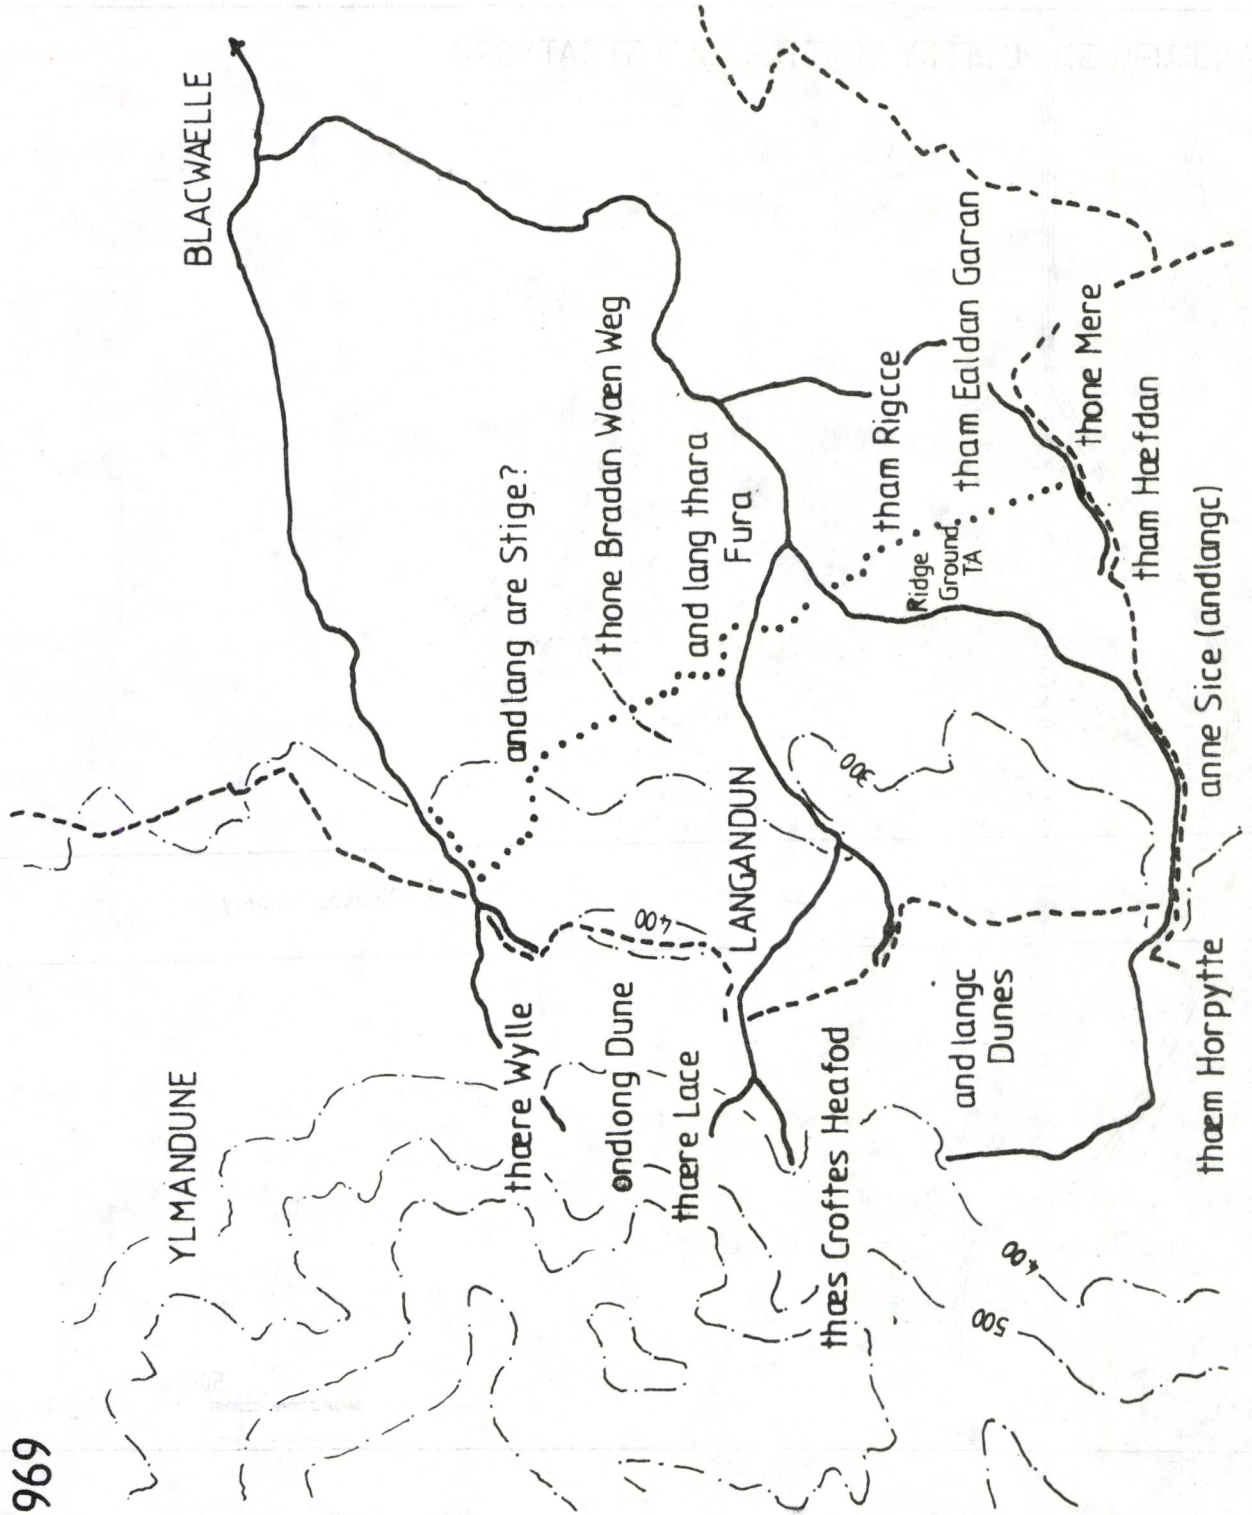 969
YLMANDUNE
BLACWAELLE
thære Wylle
andlang are Stige?
ondlong Dune
thone Bradan Wæn Weg
thære Lace
400
LANGANDUN
and lang thara
Fura
thæs Croftes Heafod
300
tham Rigcce
Ridge
Ground
TA
and langc
Dunes
tham Ealdan Garan
500
400
thone Mere
tham Hæfdan
thæm Horpytte
anne Sice (andlangc)